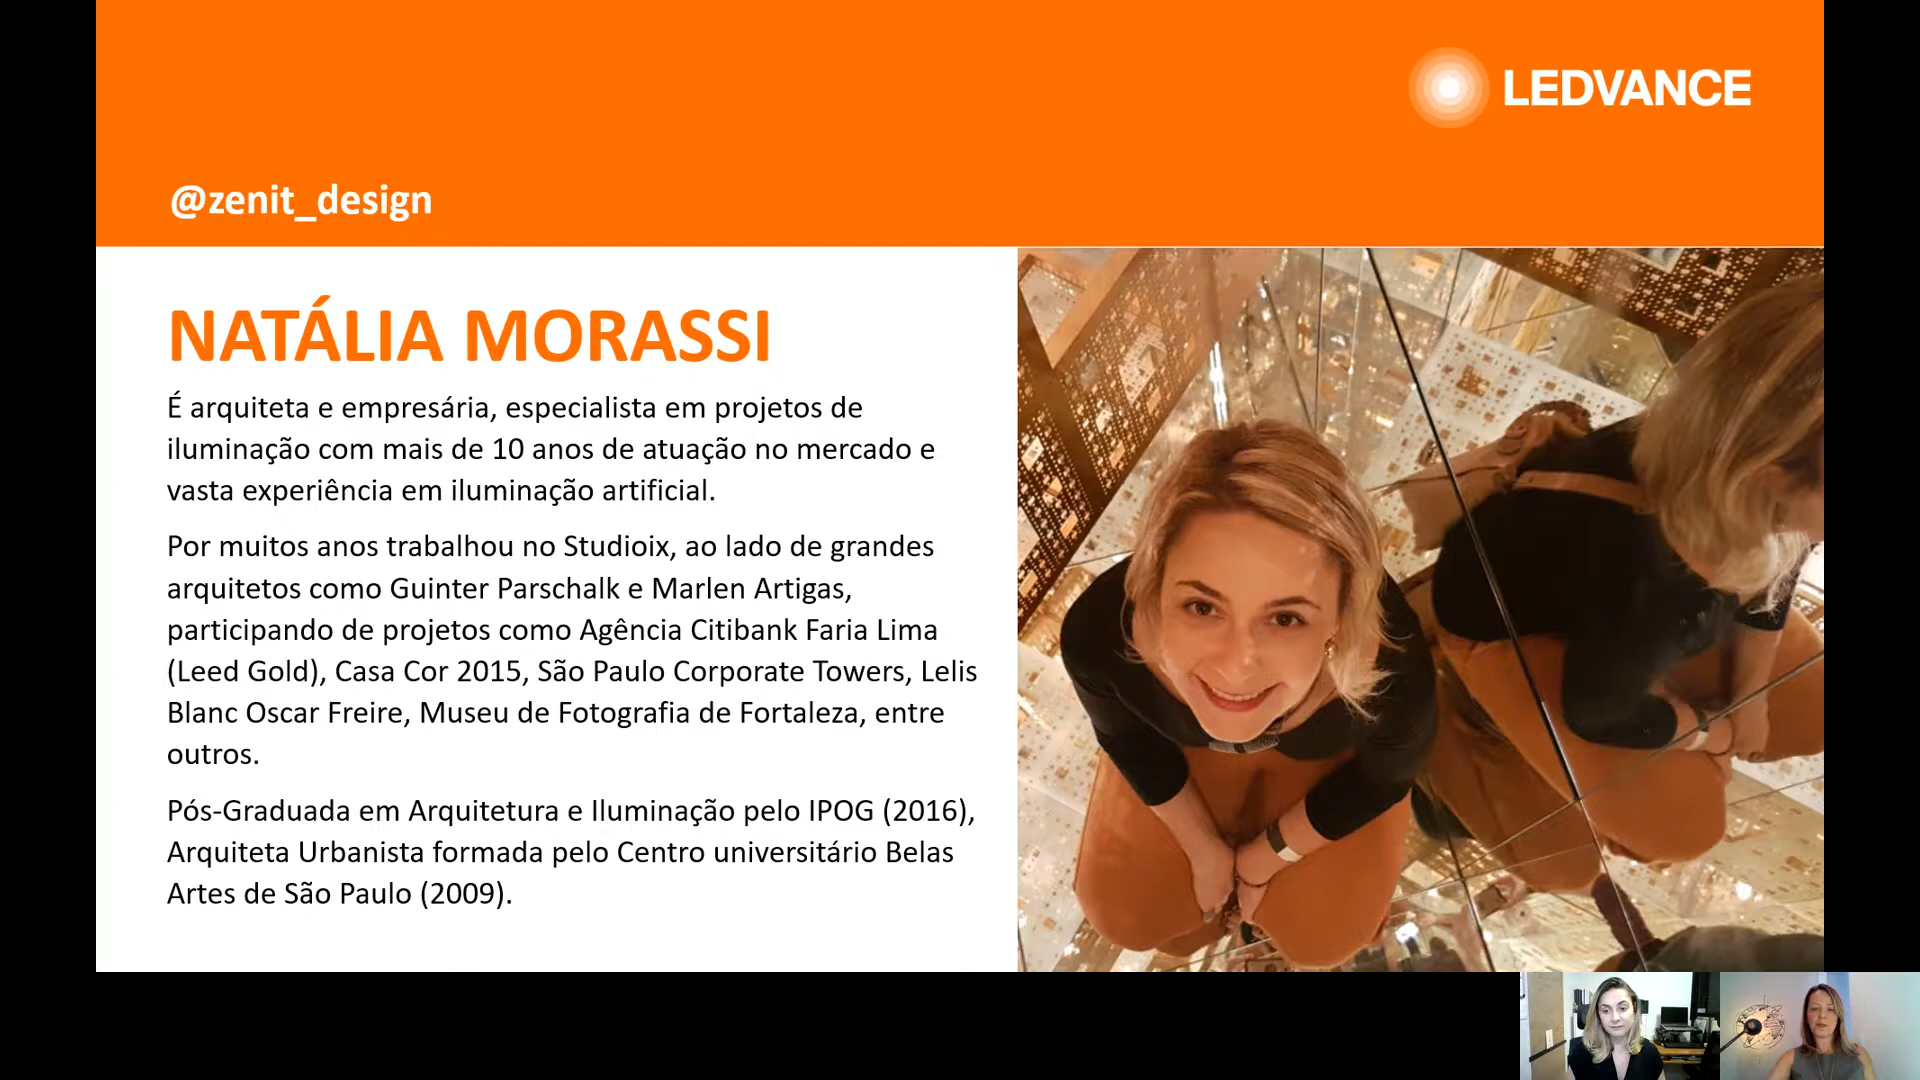 LEDVANCE
@zenit_design
NATÁLIA MORASSI
É arquiteta e empresária, especialista em projetos de
iluminação com mais de 10 anos de atuação no mercado e
vasta experiência em iluminação artificial.
Por muitos anos trabalhou no Studioix, ao lado de grandes
arquitetos como Guinter Parschalk e Marlen Artigas,
participando de projetos como Agência Citibank Faria Lima
(Leed Gold), Casa Cor 2015, São Paulo Corporate Towers, Lelis
Blanc Oscar Freire, Museu de Fotografia de Fortaleza, entre
outros.
Pós-Graduada em Arquitetura e Iluminação pelo IPOG (2016),
Arquiteta Urbanista formada pelo Centro universitário Belas
Artes de São Paulo (2009).